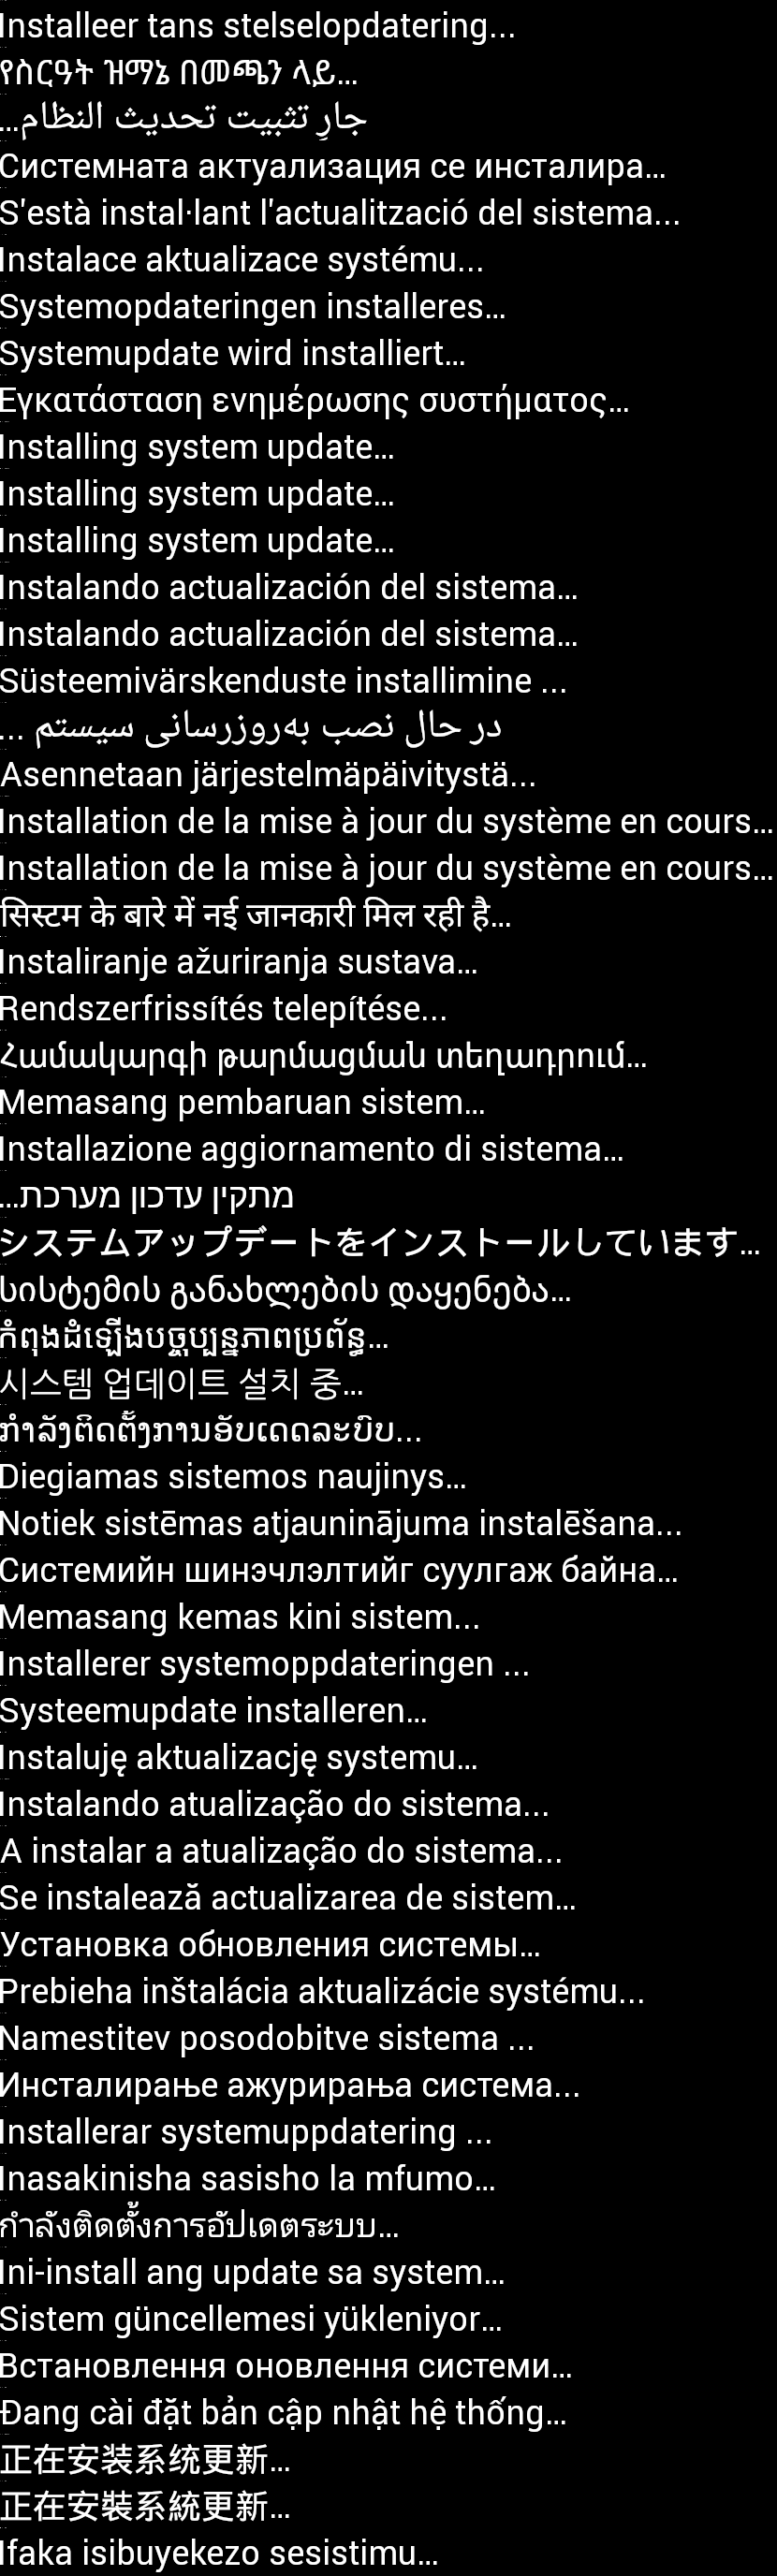 Installeer tans stelselopdatering...
የስርዓት ዝማኔ በመጫን ላይ…
جارٍ تثبيت تحديث النظام…
Системната актуализация се инсталира…
S'està instal·lant l'actualització del sistema...
Instalace aktualizace systému...
Systemopdateringen installeres…
Systemupdate wird installiert…
Εγκατάσταση ενημέρωσης συστήματος…
Installing system update…
Installing system update…
Installing system update…
Instalando actualización del sistema…
Instalando actualización del sistema…
Süsteemivärskenduste installimine ...
در حال نصب به‌روزرسانی سیستم ...
Asennetaan järjestelmäpäivitystä...
Installation de la mise à jour du système en cours…
Installation de la mise à jour du système en cours…
सिस्टम के बारे में नई जानकारी मिल रही है…
Instaliranje ažuriranja sustava…
Rendszerfrissítés telepítése...
Համակարգի թարմացման տեղադրում…
Memasang pembaruan sistem…
Installazione aggiornamento di sistema…
מתקין עדכון מערכת…
システムアップデートをインストールしています…
სისტემის განახლების დაყენება…
កំពុងដំឡើងបច្ចុប្បន្នភាពប្រព័ន្ធ…
시스템 업데이트 설치 중…
ກຳລັງຕິດຕັ້ງການອັບເດດລະບົບ...
Diegiamas sistemos naujinys…
Notiek sistēmas atjauninājuma instalēšana...
Системийн шинэчлэлтийг суулгаж байна…
Memasang kemas kini sistem...
Installerer systemoppdateringen ...
Systeemupdate installeren…
Instaluję aktualizację systemu…
Instalando atualização do sistema...
A instalar a atualização do sistema...
Se instalează actualizarea de sistem…
Установка обновления системы…
Prebieha inštalácia aktualizácie systému...
Namestitev posodobitve sistema ...
Инсталирање ажурирања система...
Installerar systemuppdatering ...
Inasakinisha sasisho la mfumo…
กำลังติดตั้งการอัปเดตระบบ…
Ini-install ang update sa system…
Sistem güncellemesi yükleniyor…
Встановлення оновлення системи…
Đang cài đặt bản cập nhật hệ thống…
正在安装系统更新…
正在安裝系統更新…
Ifaka isibuyekezo sesistimu…